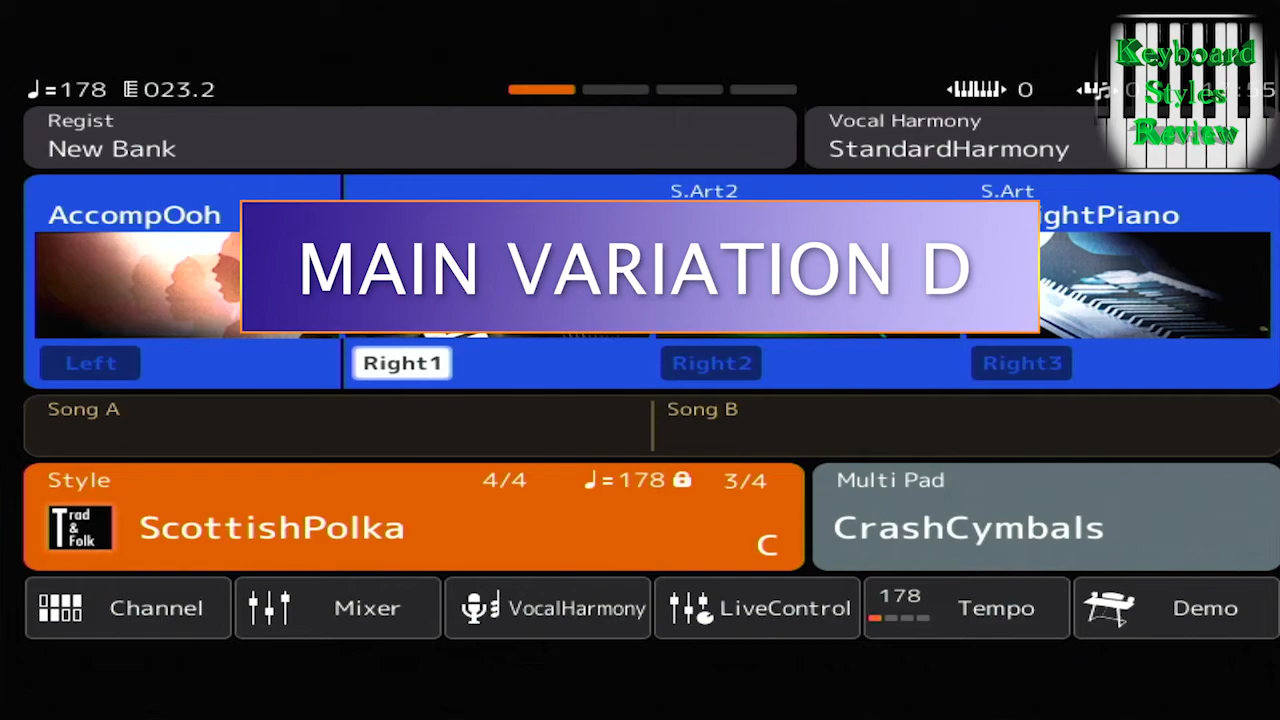 =178 023.2 0
Keyboard
Styles
Review
Regist
New Bank
Vocal Harmony
StandardHarmony
S.Art2
S.Art
AccompOoh
ightPiano
MAIN VARIATION D
Left
Right1
Right2
Right3
Song A
Song B
Style 4/4 =178 3/4
Trad
&
Folk
ScottishPolka
C
Multi Pad
CrashCymbals
Channel
Mixer
VocalHarmony
LiveControl
178
Tempo
Demo